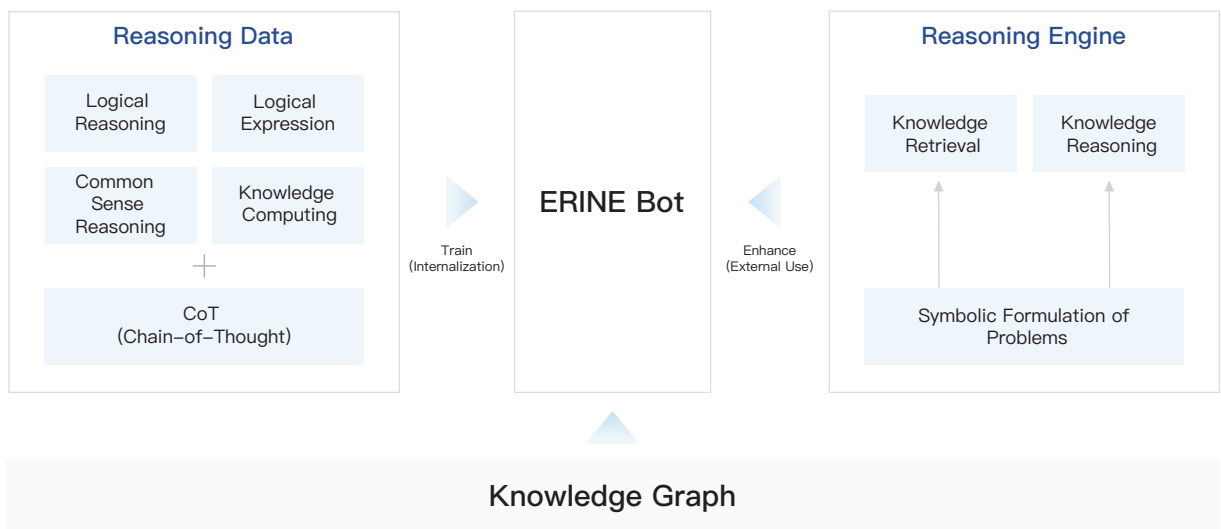 Reasoning Data
Logical
Reasoning
Logical
Expression
Common
Sense
Reasoning
Knowledge
Computing
+
CoT
(Chain-of-Thought)
Train
(Internalization)
ERINE Bot
Enhance
(External Use)
Reasoning Engine
Knowledge
Retrieval
Knowledge
Reasoning
Symbolic Formulation of
Problems
Knowledge Graph